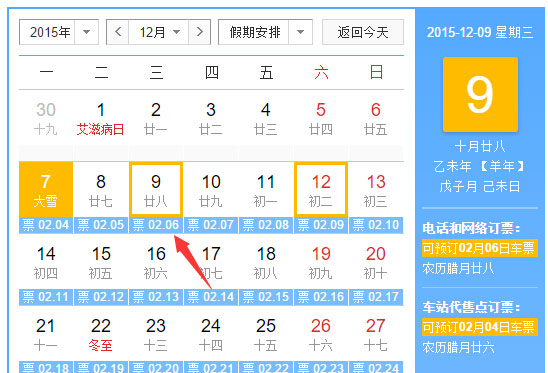 2015年 12月 假期安排 返回今天
一 二 三 四 五 六 日
30 1 2 3 4 5 6
十九 艾滋病日 廿一 廿二 廿三 廿四 廿五
7 8 9 10 11 12 13
大雪 廿七 廿八 廿九 初一 初二 初三
票 02.04 票 02.05 票 02.06 票 02.07 票 02.08 票 02.09 票 02.10
14 15 16 17 18 19 20
初四 初五 初六 初七 初八 初九 初十
票 02.11 票 02.12 票 02.13 票 02.14 票 02.15 票 02.16 票 02.17
21 22 23 24 25 26 27
十一 冬至 十三 十四 十五 十六 十七
票 02.18 票 02.19 票 02.20 票 02.21 票 02.22 票 02.23 票 02.24
2015-12-09 星期三
9
十月廿八
乙未年 【羊年】
戊子月 己未日
电话和网络订票：
可预订02月06日车票
农历腊月廿八
车站代售点订票：
可预订02月04日车票
农历腊月廿六